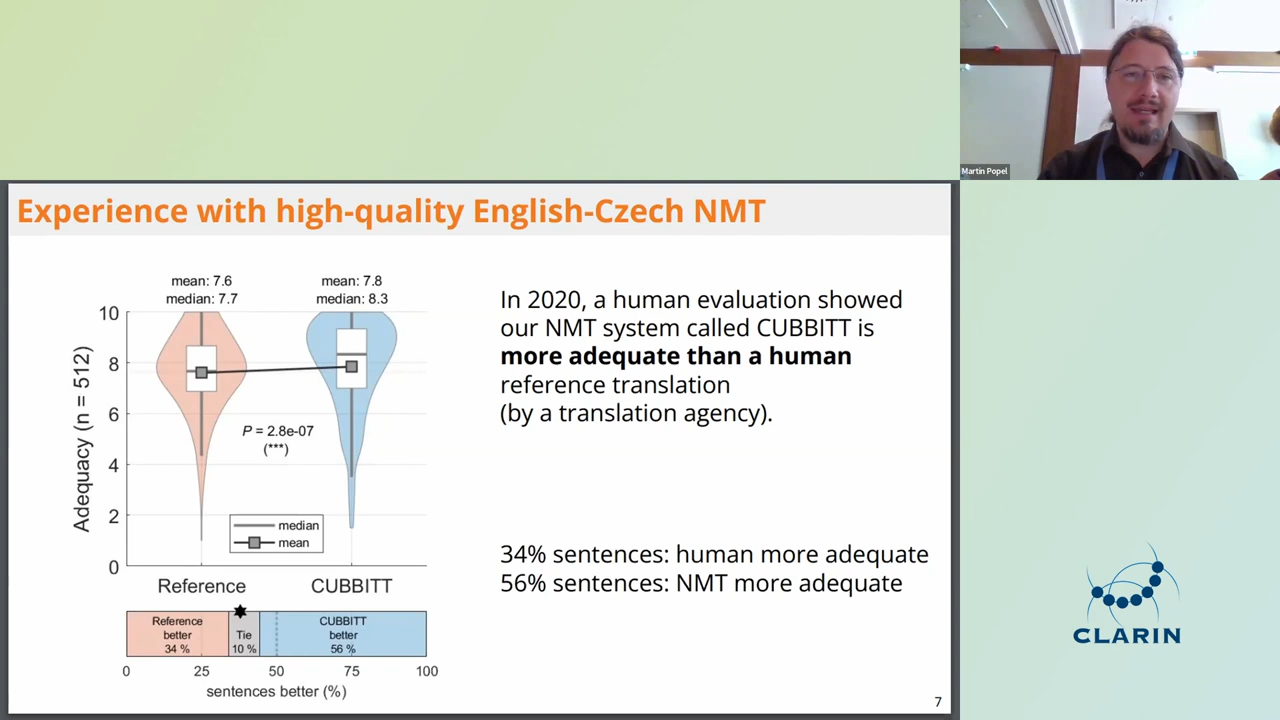 Martin Popel
Experience with high-quality English-Czech NMT
mean: 7.6
median: 7.7
mean: 7.8
median: 8.3
10
8
6
4
2
0
Adequacy (n = 512)
P = 2.8e-07
(***)
median
mean
Reference
CUBBITT
Reference
better
34 %
Tie
10 %
CUBBITT
better
56 %
0
25
50
75
100
sentences better (%)
In 2020, a human evaluation showed
our NMT system called CUBBITT is
more adequate than a human
reference translation
(by a translation agency).
34% sentences: human more adequate
56% sentences: NMT more adequate
7
CLARIN